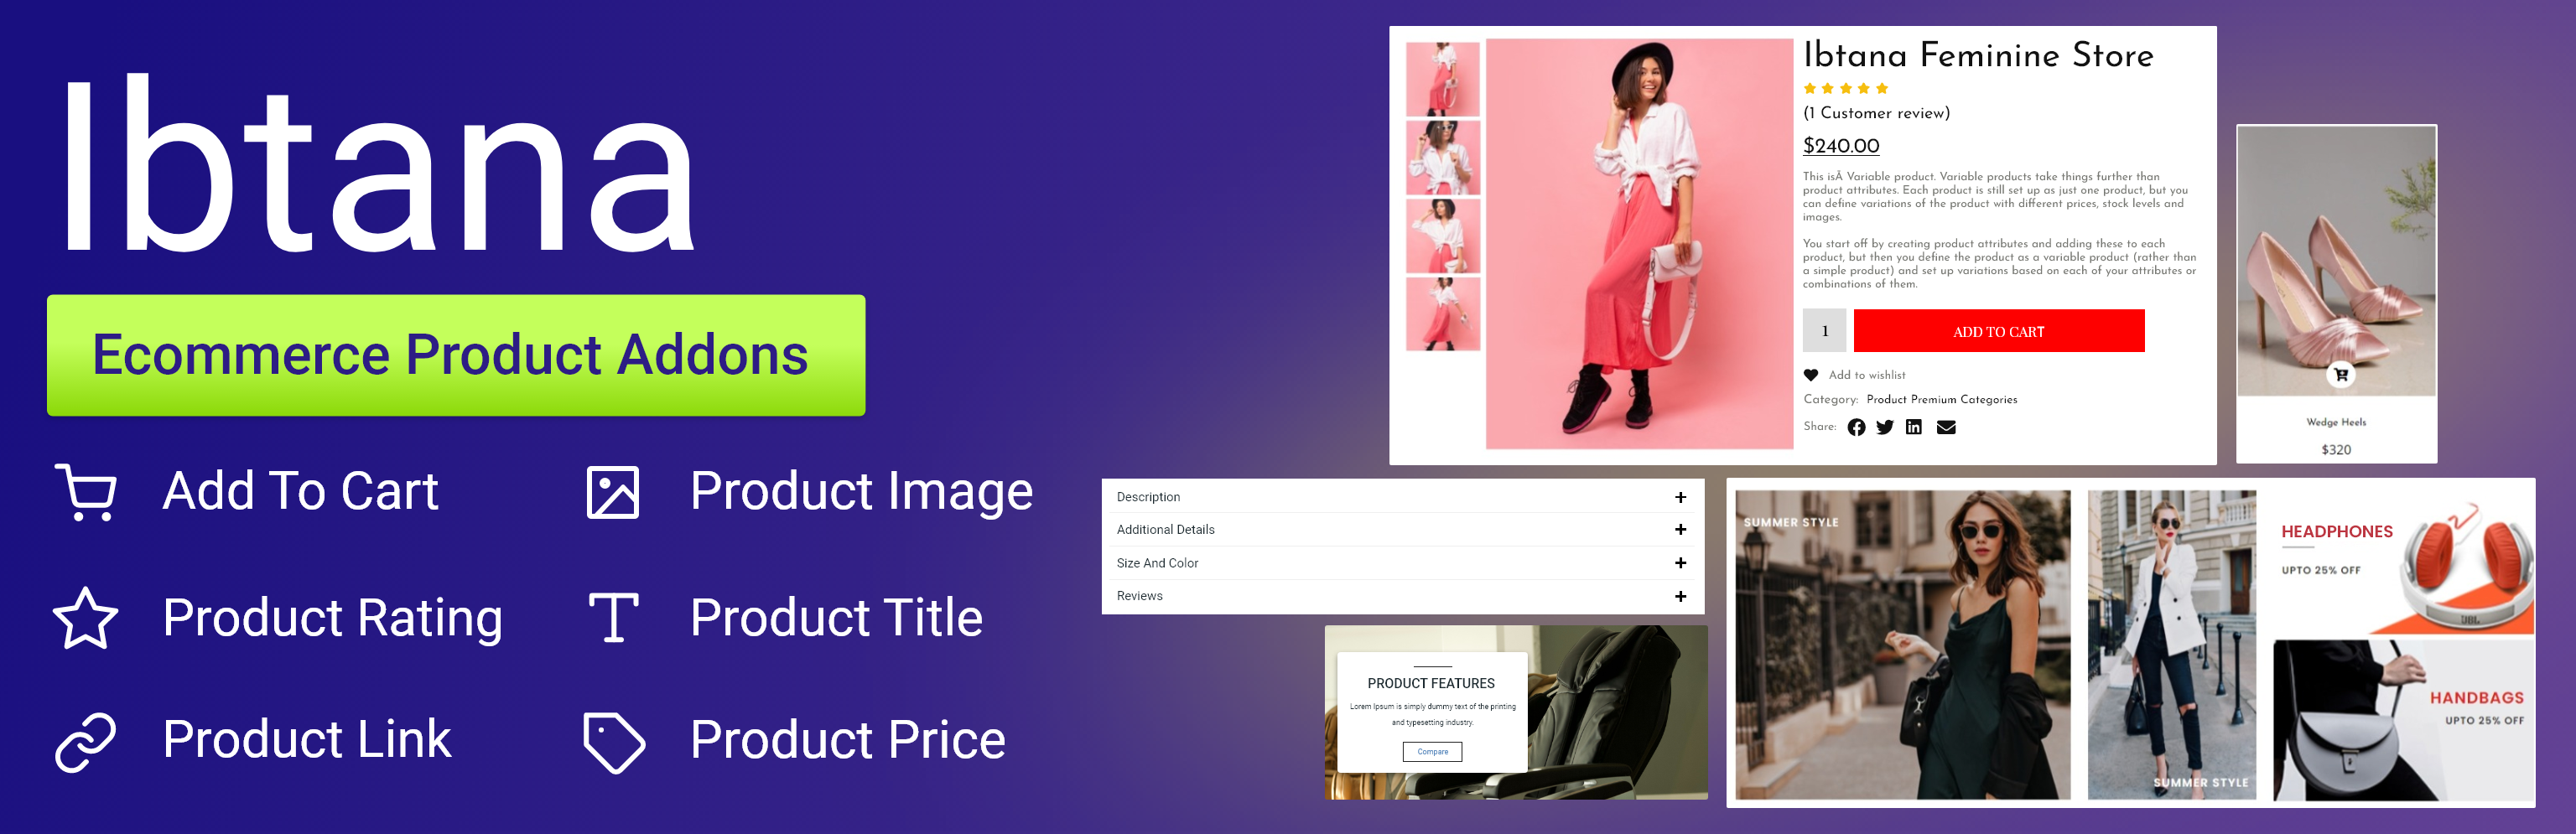 Ibtana
Ecommerce Product Addons
Add To Cart
Product Image
Product Rating
Product Title
Product Link
Product Price
Ibtana Feminine Store
(1 Customer review)
$240.00
This isÂ Variable product. Variable products take things further than
product attributes. Each product is still set up as just one product, but you
can define variations of the product with different prices, stock levels and
images.
You start off by creating product attributes and adding these to each
product, but then you define the product as a variable product (rather than
a simple product) and set up variations based on each of your attributes or
combinations of them.
1
ADD TO CART
Add to wishlist
Category: Product Premium Categories
Share:
Wedge Heels
$320
Description
Additional Details
Size And Color
Reviews
PRODUCT FEATURES
Lorem Ipsum is simply dummy text of the printing
and typesetting industry.
Compare
SUMMER STYLE
SUMMER STYLE
HEADPHONES
UPTO 25% OFF
JBL
HANDBAGS
UPTO 25% OFF